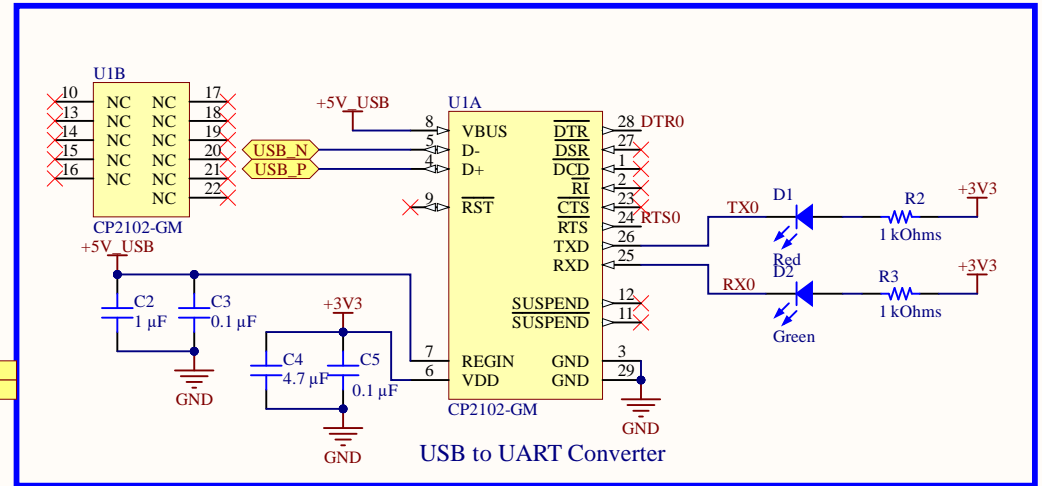 U1B
10 NC NC 17
13 NC NC 18
14 NC NC 19
15 NC NC 20
16 NC NC 21
NC 22
CP2102-GM
+5V_USB
USB_N
USB_P
U1A
8 VBUS DTR 28 DTR0
5 D- DSR 27
4 D+ DCD 1
RI 2
9 RST CTS 23
RTS 24 RTS0
TXD 26
RXD 25
SUSPEND 12
SUSPEND 11
7 REGIN GND 3
6 VDD GND 29
CP2102-GM
GND
TX0
D1
Red
R2
1 kOhms
+3V3
RX0
D2
Green
R3
1 kOhms
+3V3
+5V_USB
C2
1 µF
C3
0.1 µF
GND
+3V3
C4
4.7 µF
C5
0.1 µF
GND
USB to UART Converter